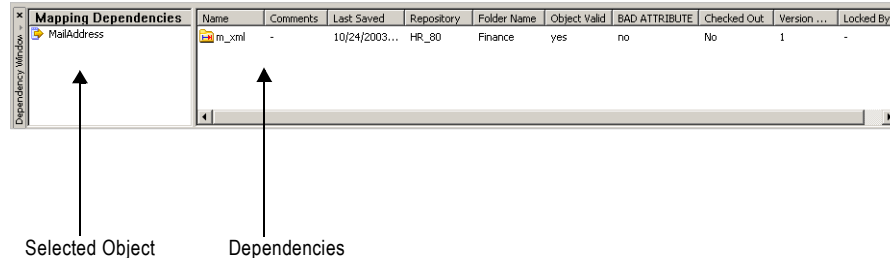 Mapping Dependencies
Name Comments Last Saved Repository Folder Name Object Valid BAD ATTRIBUTE Checked Out Version ... Locked By
MailAddress
m_xml - 10/24/2003... HR_80 Finance yes no No 1 -
Dependency Window
Selected Object
Dependencies